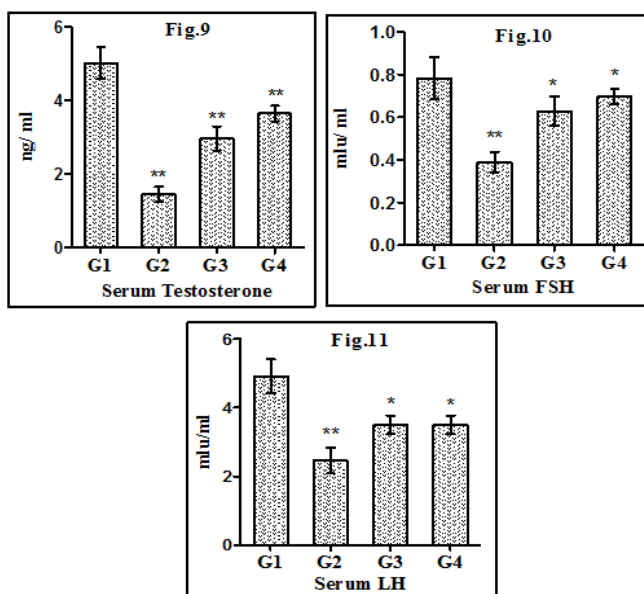 Fig.9
6
4
2
0
ng/ ml
**
**
**
G1 G2 G3 G4
Serum Testosterone
Fig.10
1.0
0.8
0.6
0.4
0.2
0.0
mlu/ ml
**
*
*
G1 G2 G3 G4
Serum FSH
Fig.11
6
4
2
0
mlu/ml
**
*
*
G1 G2 G3 G4
Serum LH